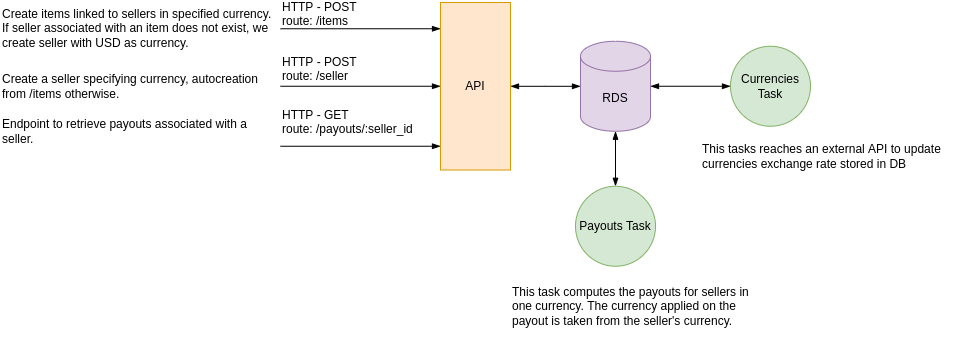 Create items linked to sellers in specified currency.
If seller associated with an item does not exist, we
create seller with USD as currency.
HTTP - POST
route: /items
Create a seller specifying currency, autocreation
from /items otherwise.
HTTP - POST
route: /seller
Endpoint to retrieve payouts associated with a
seller.
HTTP - GET
route: /payouts/:seller_id
API
RDS
Currencies
Task
This tasks reaches an external API to update
currencies exchange rate stored in DB
Payouts Task
This task computes the payouts for sellers in
one currency. The currency applied on the
payout is taken from the seller's currency.